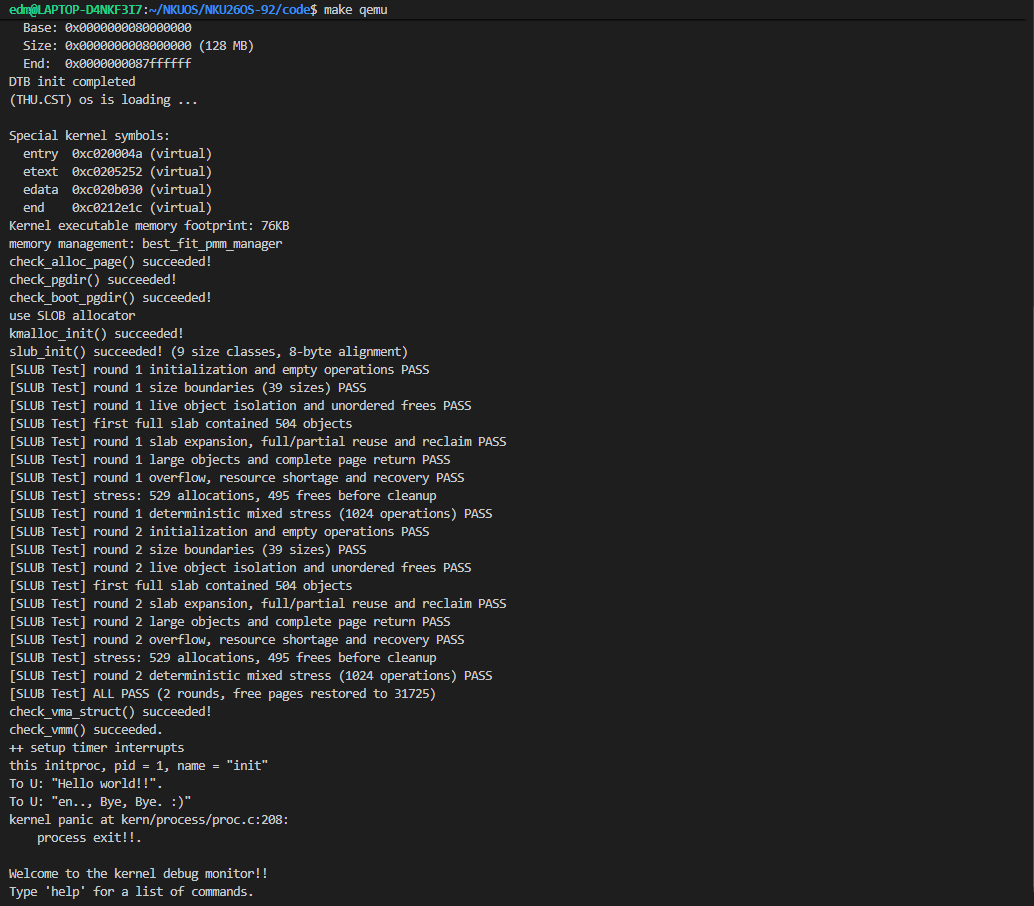 edm@LAPTOP-D4NKF3I7:~/NKUOS/NKU26OS-92/code$ make qemu
  Base: 0x0000000080000000
  Size: 0x0000000008000000 (128 MB)
  End:  0x0000000087ffffff
DTB init completed
(THU.CST) os is loading ...

Special kernel symbols:
  entry  0xc020004a (virtual)
  etext  0xc0205252 (virtual)
  edata  0xc020b030 (virtual)
  end    0xc0212e1c (virtual)
Kernel executable memory footprint: 76KB
memory management: best_fit_pmm_manager
check_alloc_page() succeeded!
check_pgdir() succeeded!
check_boot_pgdir() succeeded!
use SLOB allocator
kmalloc_init() succeeded!
slub_init() succeeded! (9 size classes, 8-byte alignment)
[SLUB Test] round 1 initialization and empty operations PASS
[SLUB Test] round 1 size boundaries (39 sizes) PASS
[SLUB Test] round 1 live object isolation and unordered frees PASS
[SLUB Test] first full slab contained 504 objects
[SLUB Test] round 1 slab expansion, full/partial reuse and reclaim PASS
[SLUB Test] round 1 large objects and complete page return PASS
[SLUB Test] round 1 overflow, resource shortage and recovery PASS
[SLUB Test] stress: 529 allocations, 495 frees before cleanup
[SLUB Test] round 1 deterministic mixed stress (1024 operations) PASS
[SLUB Test] round 2 initialization and empty operations PASS
[SLUB Test] round 2 size boundaries (39 sizes) PASS
[SLUB Test] round 2 live object isolation and unordered frees PASS
[SLUB Test] first full slab contained 504 objects
[SLUB Test] round 2 slab expansion, full/partial reuse and reclaim PASS
[SLUB Test] round 2 large objects and complete page return PASS
[SLUB Test] round 2 overflow, resource shortage and recovery PASS
[SLUB Test] stress: 529 allocations, 495 frees before cleanup
[SLUB Test] round 2 deterministic mixed stress (1024 operations) PASS
[SLUB Test] ALL PASS (2 rounds, free pages restored to 31725)
check_vma_struct() succeeded!
check_vmm() succeeded.
++ setup timer interrupts
this initproc, pid = 1, name = "init"
To U: "Hello world!!".
To U: "en.., Bye, Bye. :)"
kernel panic at kern/process/proc.c:208:
    process exit!!.

Welcome to the kernel debug monitor!!
Type 'help' for a list of commands.